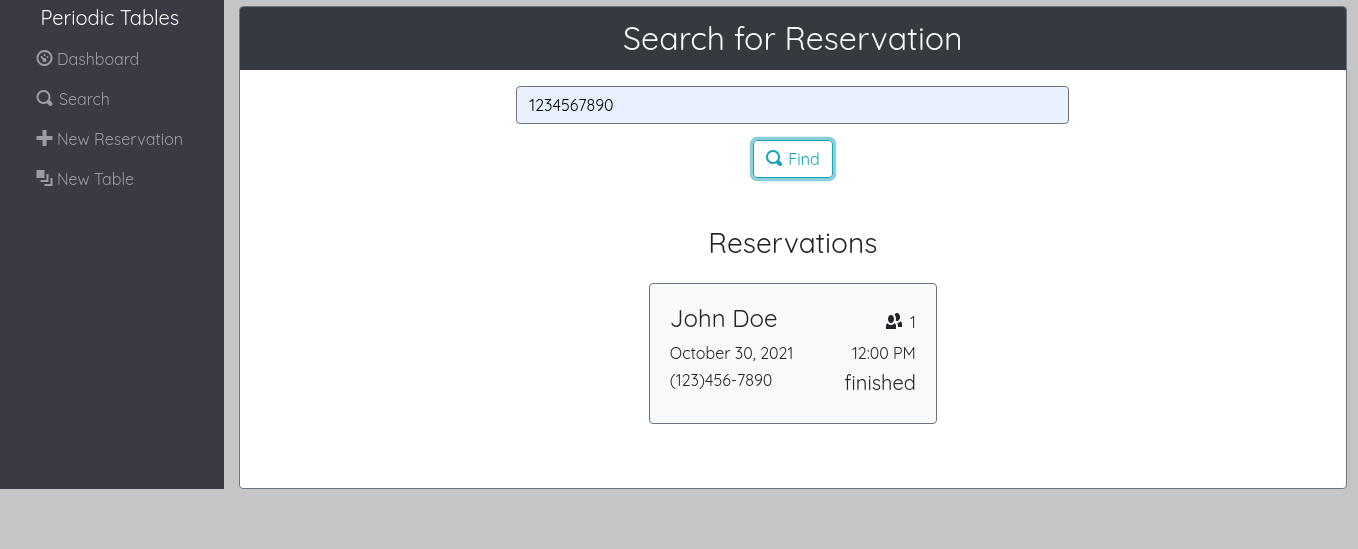 Periodic Tables
Dashboard
Search
New Reservation
New Table
Search for Reservation
1234567890
Find
Reservations
John Doe 1
October 30, 2021 12:00 PM
(123)456-7890 finished